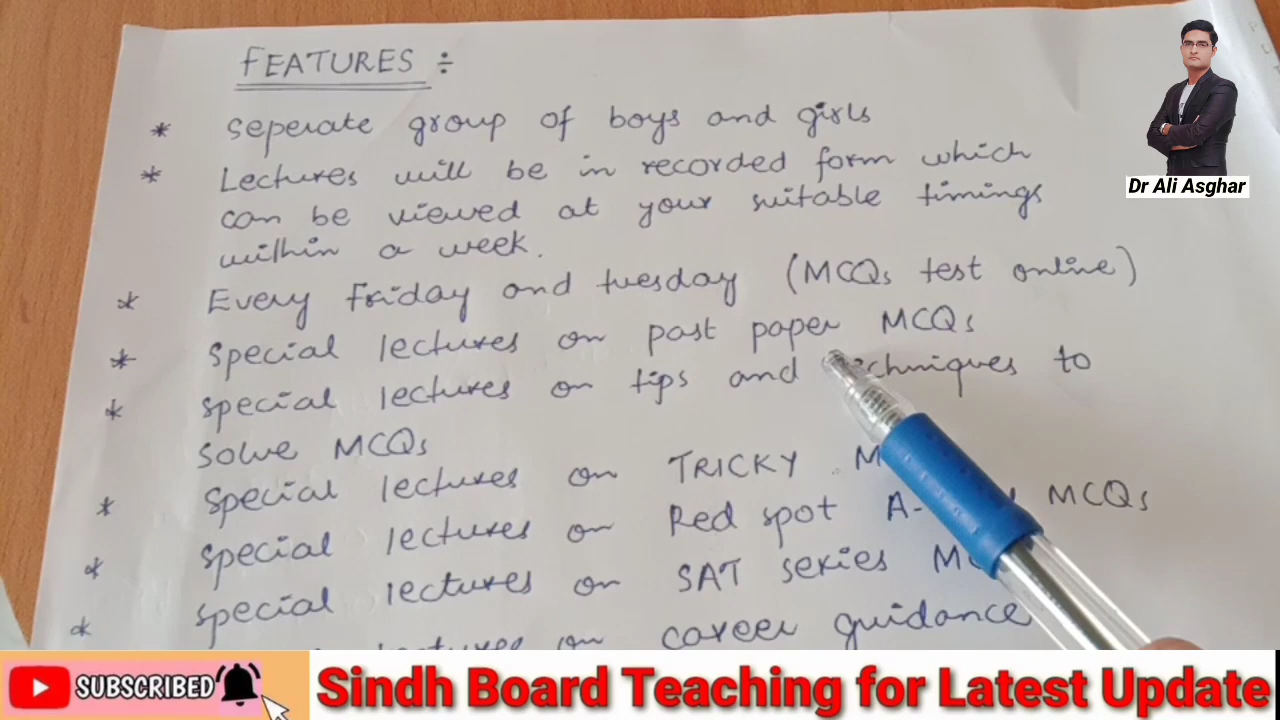 FEATURES :
* Seperate group of boys and girls
* Lectures will be in recorded form which
can be viewed at your suitable timings
within a week.
* Every Friday and tuesday (MCQs test online)
* Special lectures on past paper MCQs
* Special lectures on tips and techniques to
solve MCQs
* Special lectures on TRICKY
* Special lectures on Red spot MCQs
* Special lectures on SAT series
lectures on career guidance
Dr Ali Asghar
SUBSCRIBED
Sindh Board Teaching for Latest Update